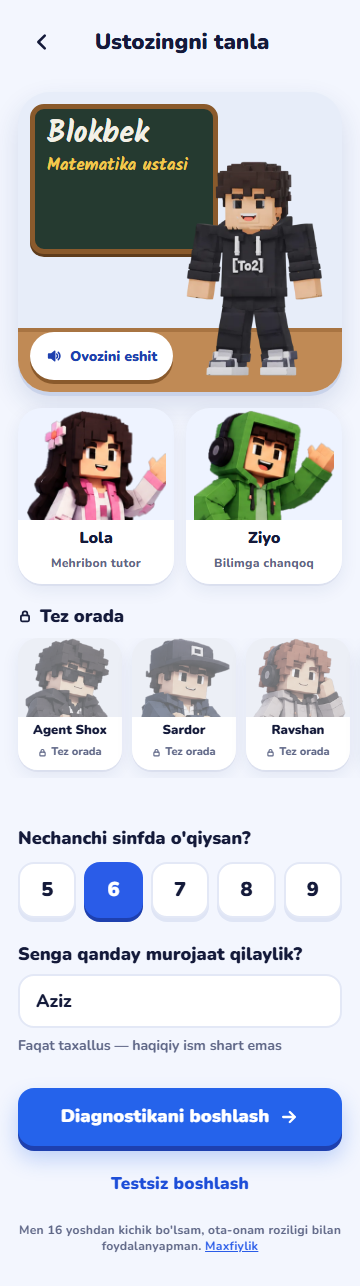 Ustozingni tanla
Blokbek
Matematika ustasi
[To2]
Ovozini eshit
Lola
Mehribon tutor
Ziyo
Bilimga chanqoq
Tez orada
Agent Shox
Tez orada
Sardor
Tez orada
Ravshan
Tez orada
Nechanchi sinfda o'qiysan?
5 6 7 8 9
Senga qanday murojaat qilaylik?
Aziz
Faqat taxallus — haqiqiy ism shart emas
Diagnostikani boshlash →
Testsiz boshlash
Men 16 yoshdan kichik bo'lsam, ota-onam roziligi bilan
foydalanyapman. Maxfiylik